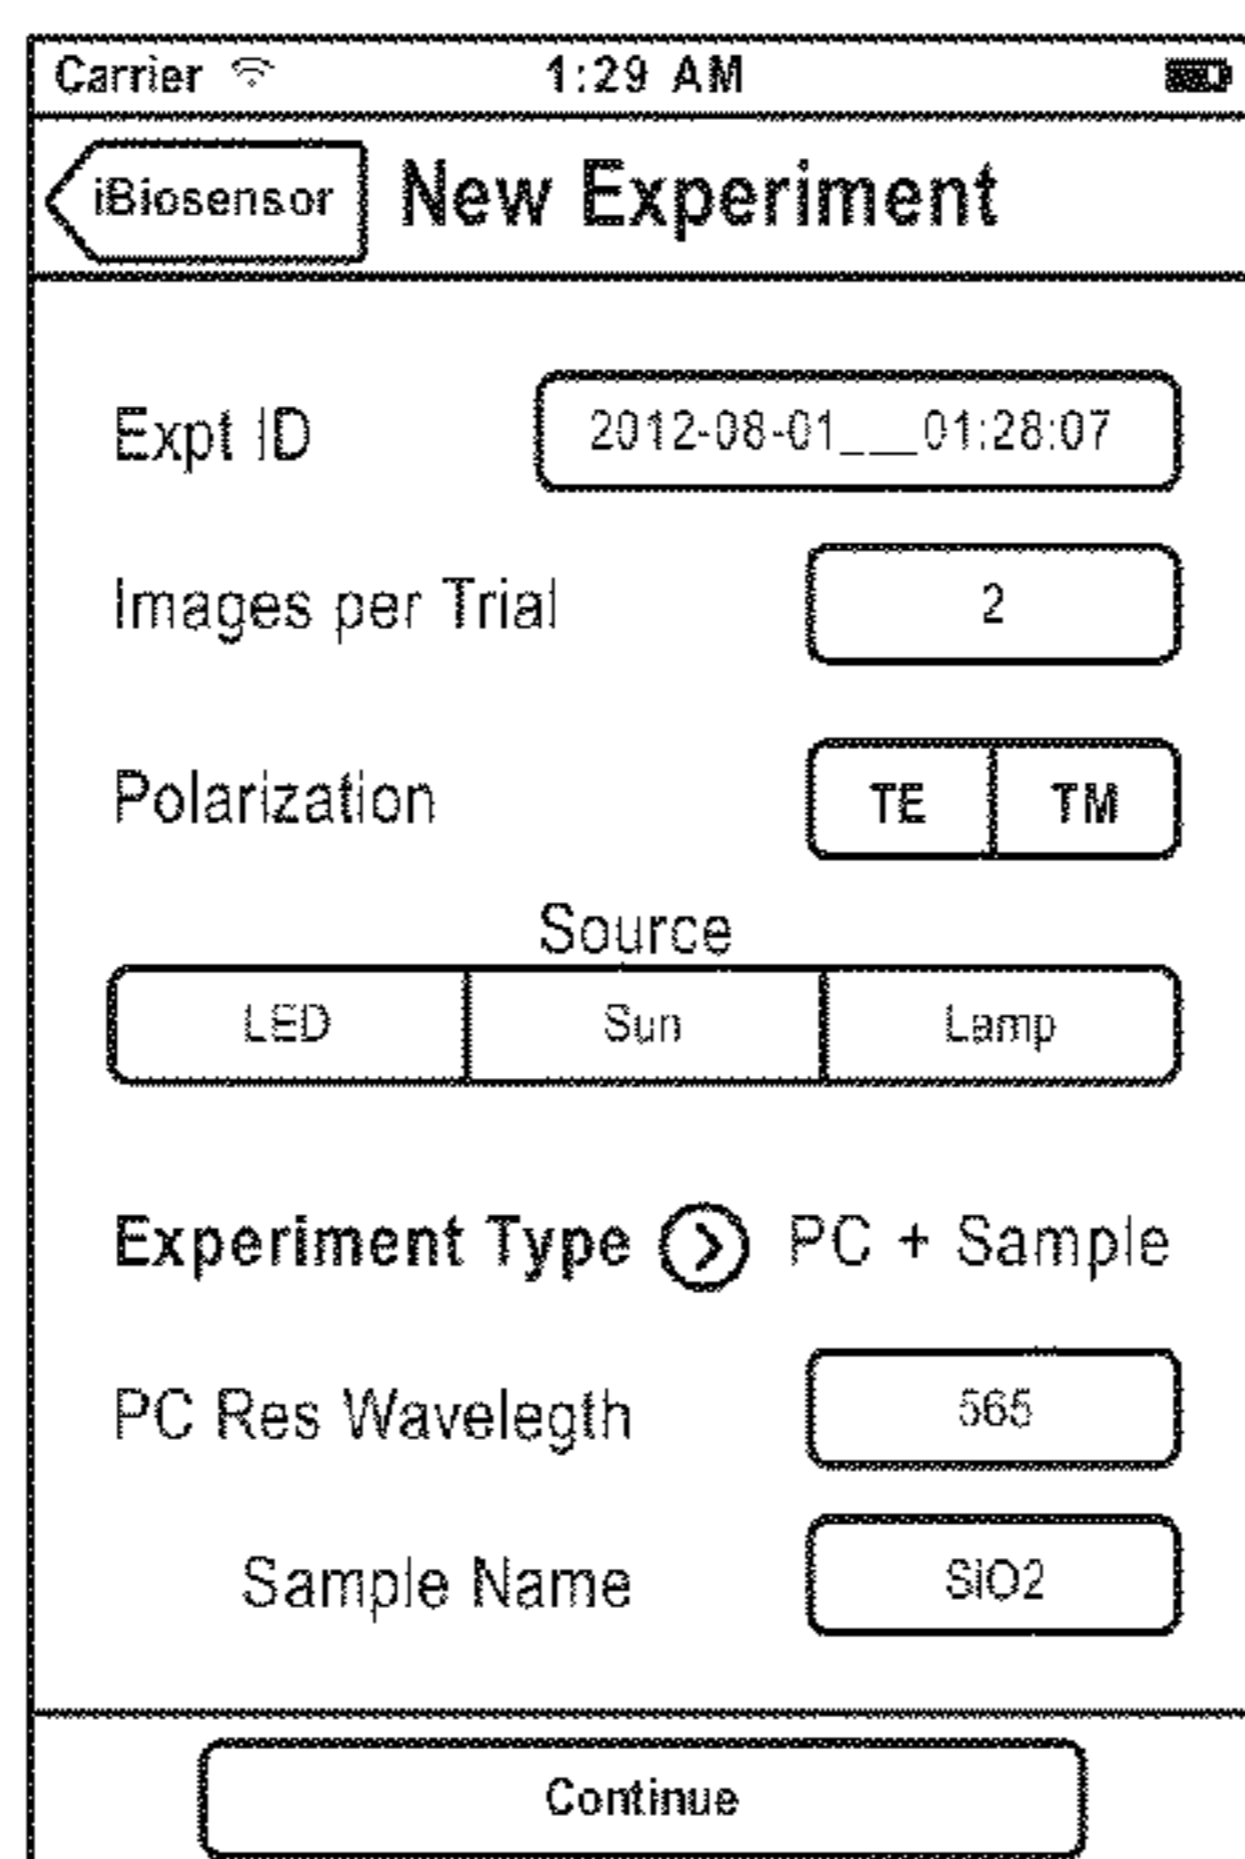 Carrier 1:29 AM
iBiosensor New Experiment
Expt ID 2012-08-01___01:28:07
Images per Trial 2
Polarization TE TM
Source
LED Sun Lamp
Experiment Type > PC + Sample
PC Res Wavelegth 565
Sample Name SiO2
Continue